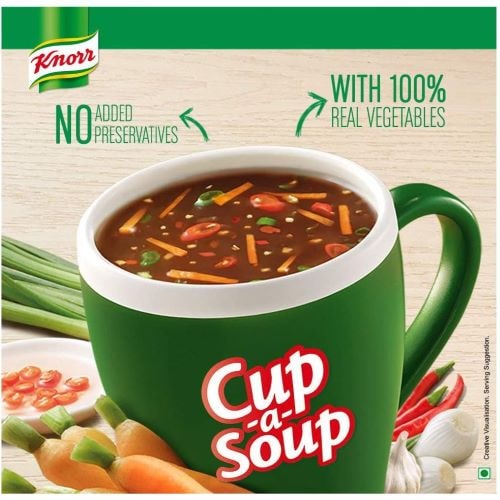 Knorr
NO ADDED
PRESERVATIVES
WITH 100%
REAL VEGETABLES
Cup
-a-
Soup
Creative Visualisation. Serving Suggestion.